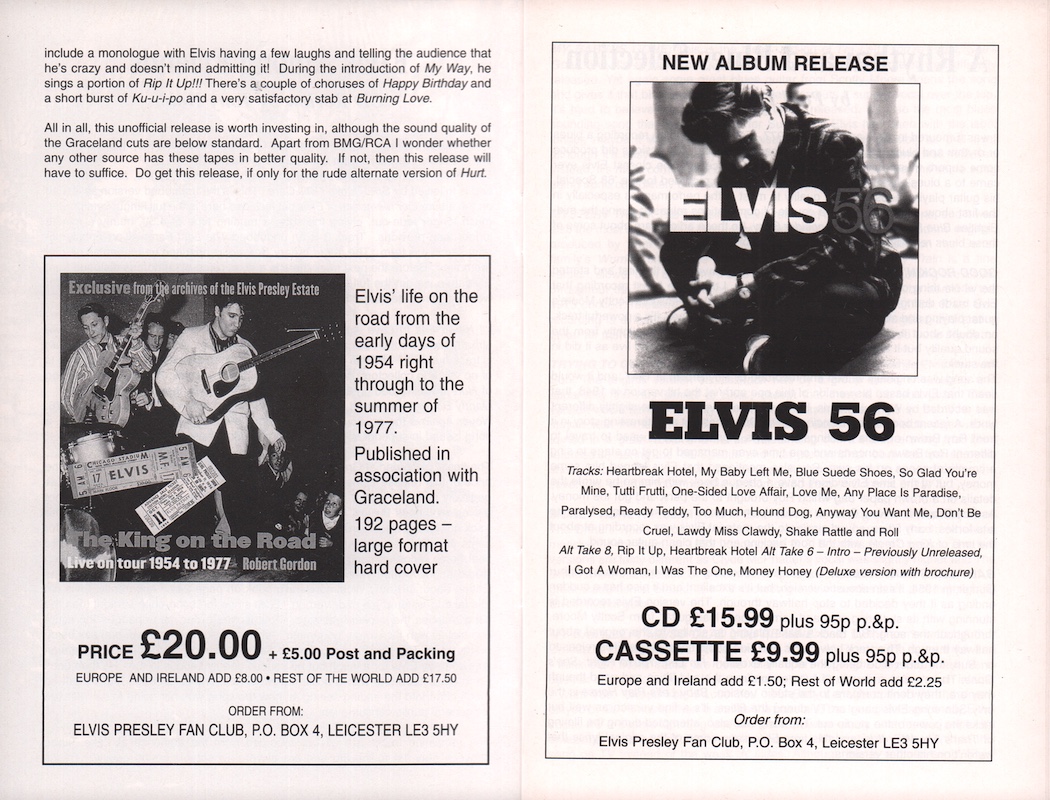 include a monologue with Elvis having a few laughs and telling the audience that
he's crazy and doesn't mind admitting it! During the introduction of My Way, he
sings a portion of Rip It Up!!! There's a couple of choruses of Happy Birthday and
a short burst of Ku-u-i-po and a very satisfactory stab at Burning Love.
All in all, this unofficial release is worth investing in, although the sound quality of
the Graceland cuts are below standard. Apart from BMG/RCA I wonder whether
any other source has these tapes in better quality. If not, then this release will
have to suffice. Do get this release, if only for the rude alternate version of Hurt.
Exclusive from the archives of the Elvis Presley Estate
CHICAGO STADIUM
17 ELVIS
11
The King on the Road
Live on tour 1954 to 1977 Robert Gordon
Elvis' life on the
road from the
early days of
1954 right
through to the
summer of
1977.
Published in
association with
Graceland.
192 pages –
large format
hard cover
PRICE £20.00 + £5.00 Post and Packing
EUROPE AND IRELAND ADD £8.00 • REST OF THE WORLD ADD £17.50
ORDER FROM:
ELVIS PRESLEY FAN CLUB, P.O. BOX 4, LEICESTER LE3 5HY
NEW ALBUM RELEASE
ELVIS 56
ELVIS 56
Tracks: Heartbreak Hotel, My Baby Left Me, Blue Suede Shoes, So Glad You're
Mine, Tutti Frutti, One-Sided Love Affair, Love Me, Any Place Is Paradise,
Paralysed, Ready Teddy, Too Much, Hound Dog, Anyway You Want Me, Don't Be
Cruel, Lawdy Miss Clawdy, Shake Rattle and Roll
Alt Take 8, Rip It Up, Heartbreak Hotel Alt Take 6 – Intro – Previously Unreleased,
I Got A Woman, I Was The One, Money Honey (Deluxe version with brochure)
CD £15.99 plus 95p p.&p.
CASSETTE £9.99 plus 95p p.&p.
Europe and Ireland add £1.50; Rest of World add £2.25
Order from:
Elvis Presley Fan Club, P.O. Box 4, Leicester LE3 5HY